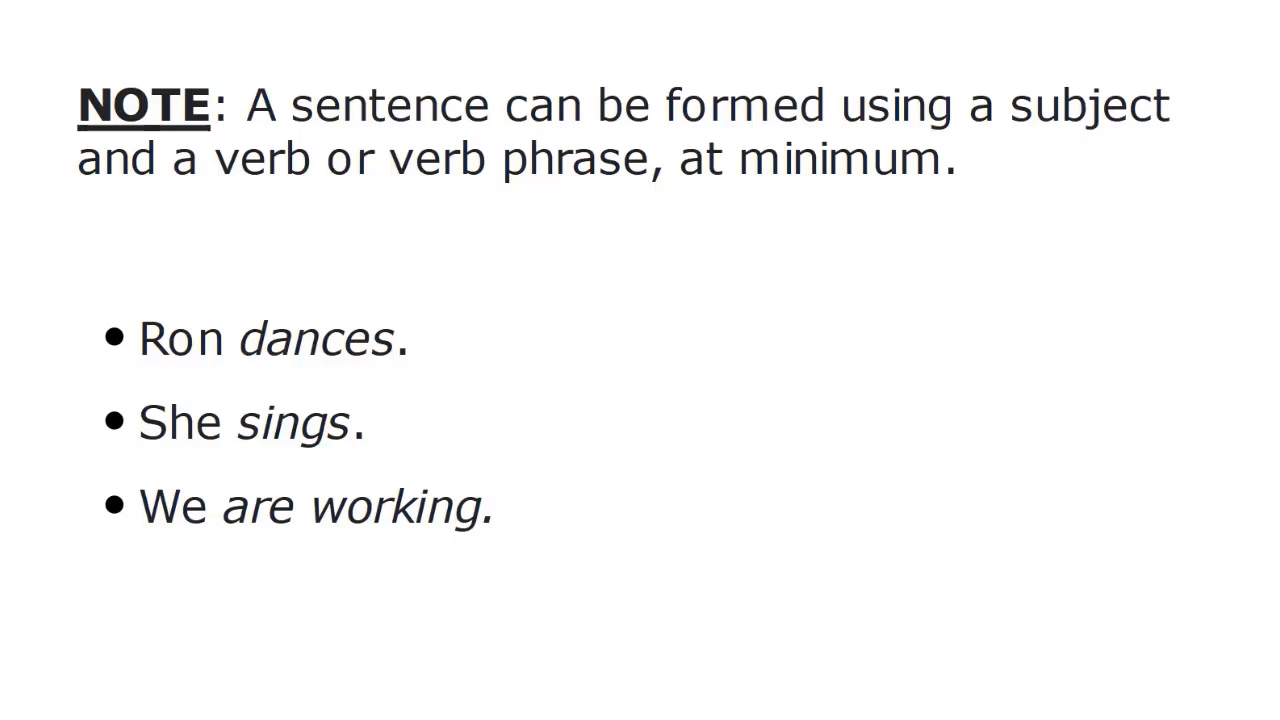 NOTE: A sentence can be formed using a subject
and a verb or verb phrase, at minimum.
• Ron dances.
• She sings.
• We are working.